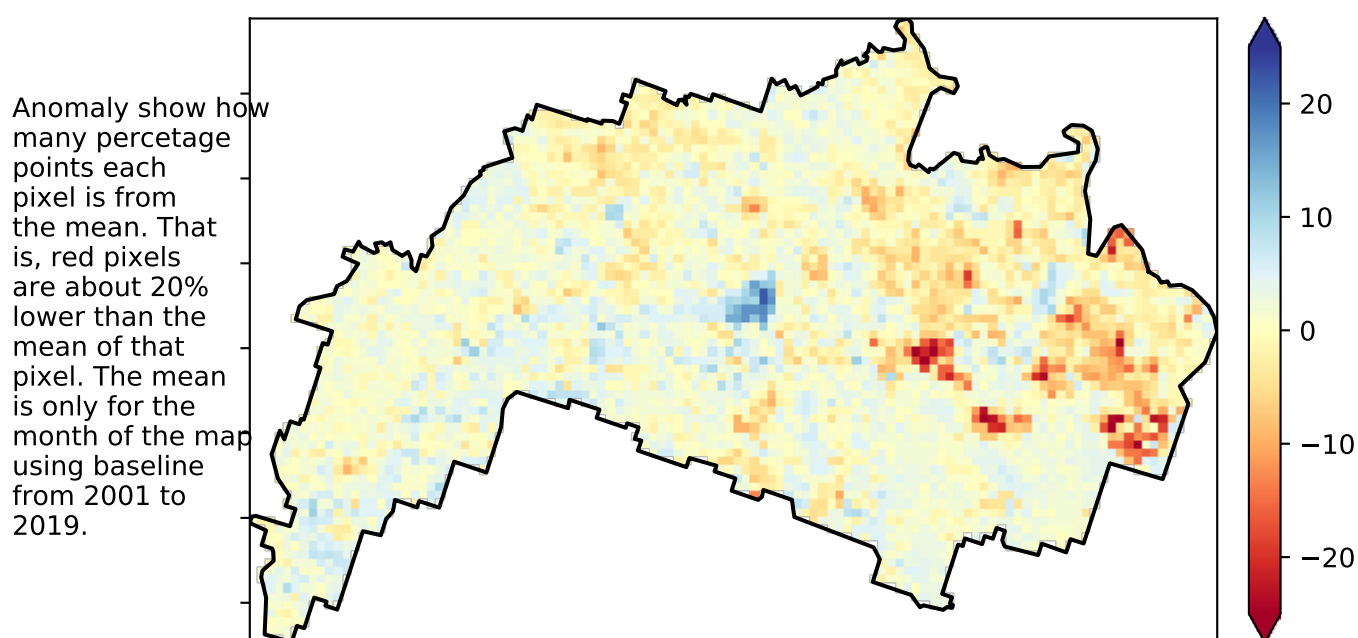 Anomaly show how
many percetage
points each
pixel is from
the mean. That
is, red pixels
are about 20%
lower than the
mean of that
pixel. The mean
is only for the
month of the map
using baseline
from 2001 to
2019.
20
10
0
−10
−20